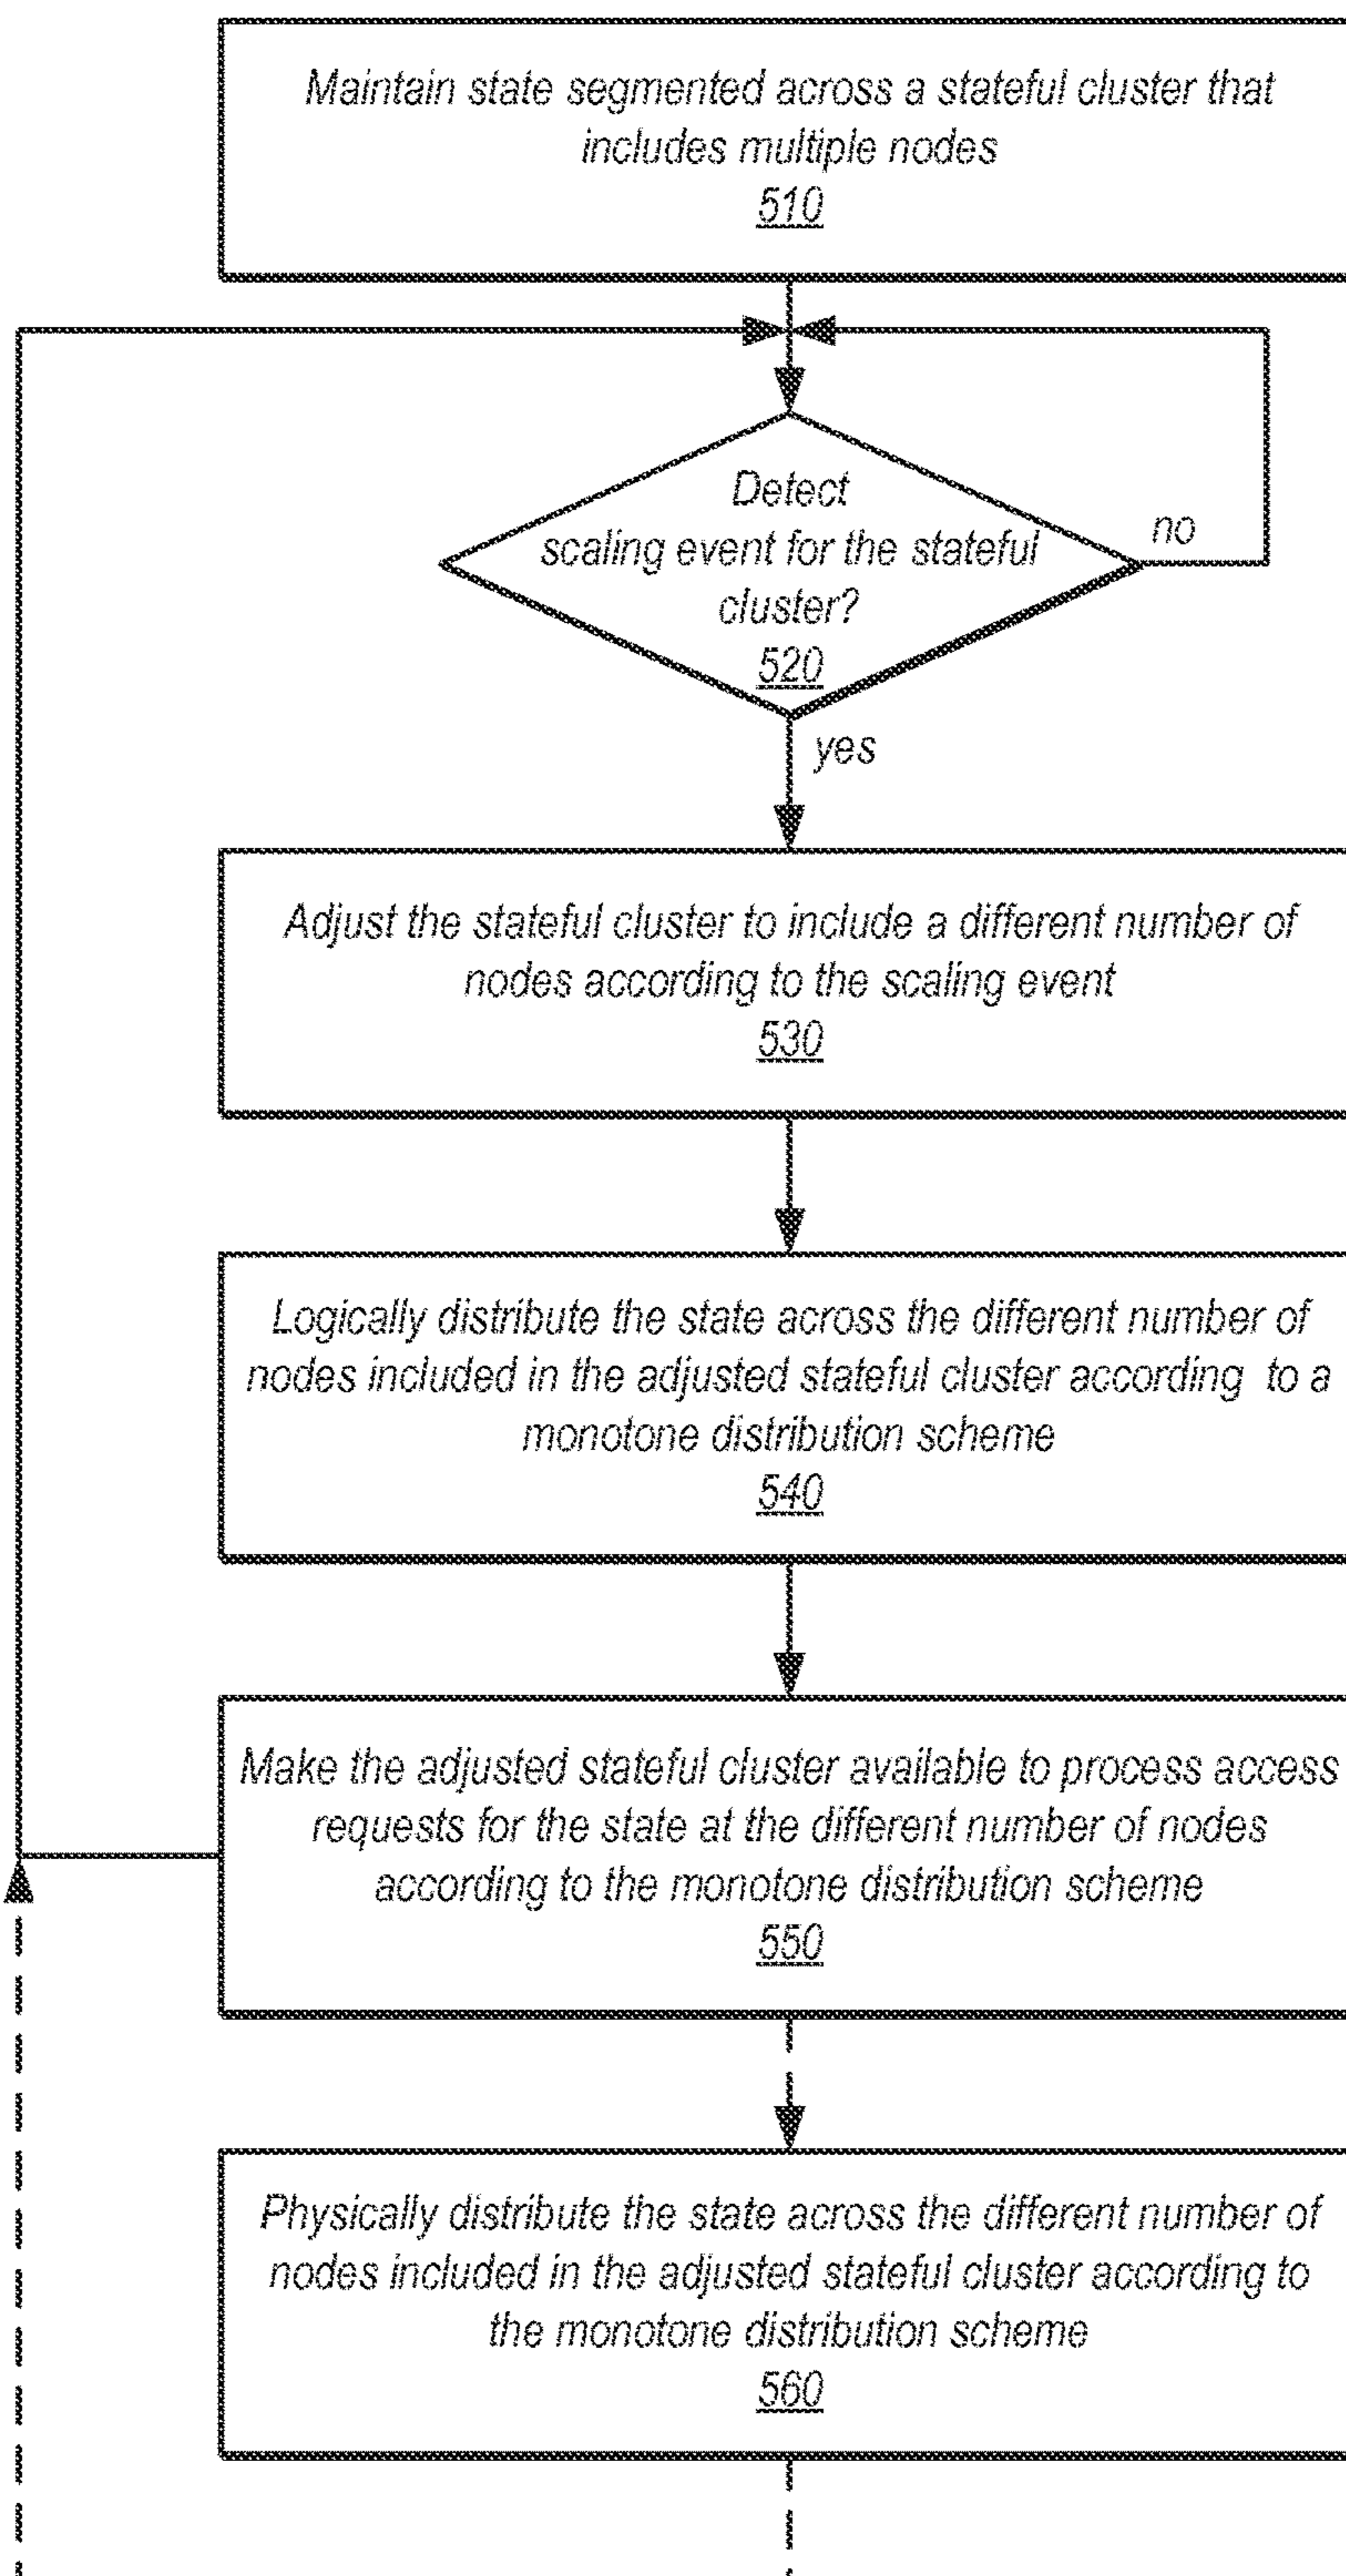 Maintain state segmented across a stateful cluster that
includes multiple nodes
510
Detect
scaling event for the stateful
cluster?
520
no
yes
Adjust the stateful cluster to include a different number of
nodes according to the scaling event
530
Logically distribute the state across the different number of
nodes included in the adjusted stateful cluster according to a
monotone distribution scheme
540
Make the adjusted stateful cluster available to process access
requests for the state at the different number of nodes
according to the monotone distribution scheme
550
Physically distribute the state across the different number of
nodes included in the adjusted stateful cluster according to
the monotone distribution scheme
560